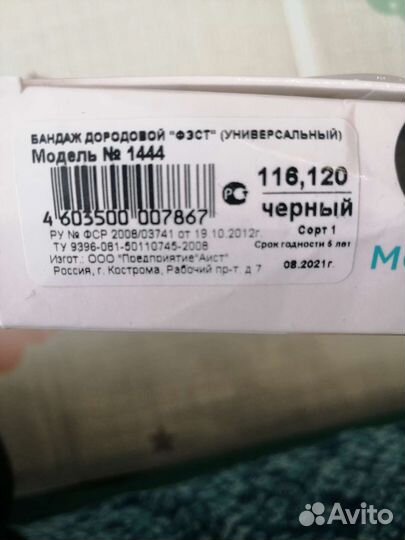 БАНДАЖ ДОРОДОВОЙ "ФЭСТ" (УНИВЕРСАЛЬНЫЙ)
Модель № 1444
116,120
черный
4 603500 007867
Сорт 1
РУ № ФСР 2008/03741 от 19.10.2012г.
Срок годности 5 лет
ТУ 9396-081-50110745-2008
Изгот.: ООО "Предприятие"Аист"
08.2021г.
Россия, г. Кострома, Рабочий пр-т, д 7
Avito